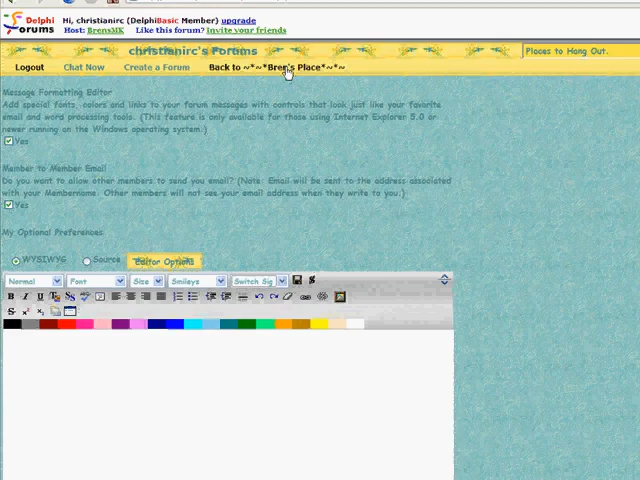 Delphi Forums
Hi, christianirc (DelphiBasic Member) upgrade
Host: BrensMK Like this forum? Invite your friends
christianirc's Forums
Places to Hang Out.
Logout Chat Now Create a Forum Back to ~*~*Bren's Place*~*~
Message Formatting Editor
Add special fonts, colors and links to your forum messages with controls that look just like your favorite
email and word processing tools. (This feature is only available for those using Internet Explorer 5.0 or
newer running on the Windows operating system.)
Yes
Member to Member Email
Do you want to allow other members to send you email? (Note: Email will be sent to the address associated
with your Membername. Other members will not see your email address when they write to you.)
Yes
My Optional Preferences:
WYSIWYG Source Editor Options
Normal Font Size Smileys Switch Sig
B I U